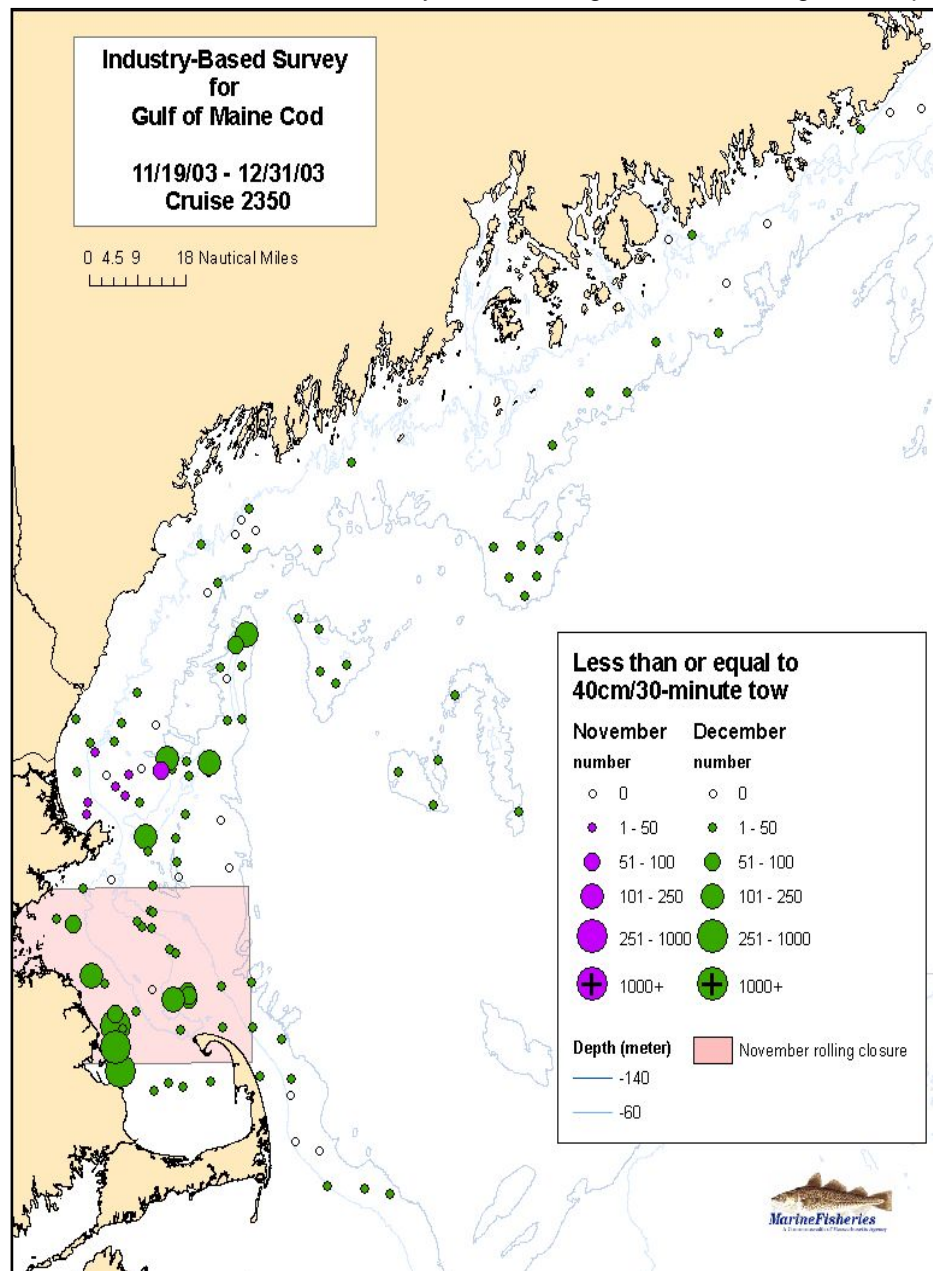 Industry-Based Survey
for
Gulf of Maine Cod
11/19/03 - 12/31/03
Cruise 2350
0 4.5 9 18 Nautical Miles
Less than or equal to
40cm/30-minute tow
November December
number number
0 0
1 - 50 1 - 50
51 - 100 51 - 100
101 - 250 101 - 250
251 - 1000 251 - 1000
1000+ 1000+
Depth (meter) November rolling closure
-140
-60
MarineFisheries